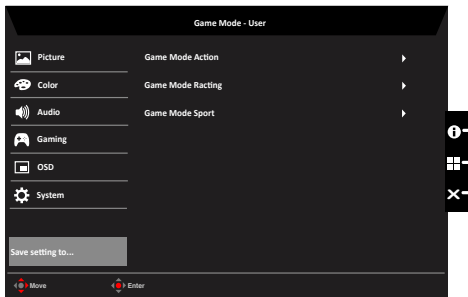 Game Mode - User
Picture
Game Mode Action
Color
Game Mode Racting
Audio
Game Mode Sport
Gaming
OSD
System
Save setting to...
Move
Enter